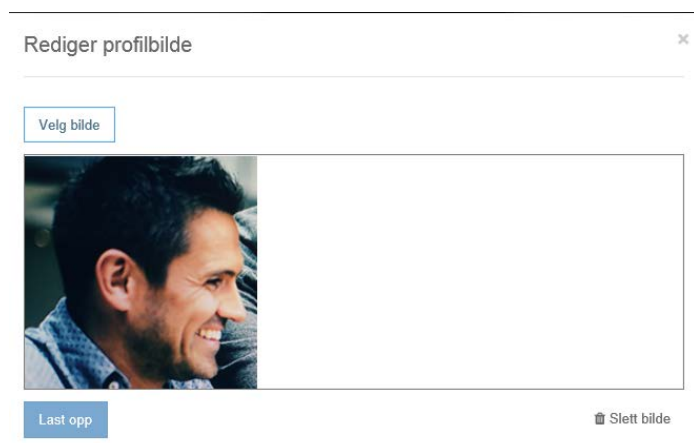 Rediger profilbilde
×
Velg bilde
Last opp
Slett bilde